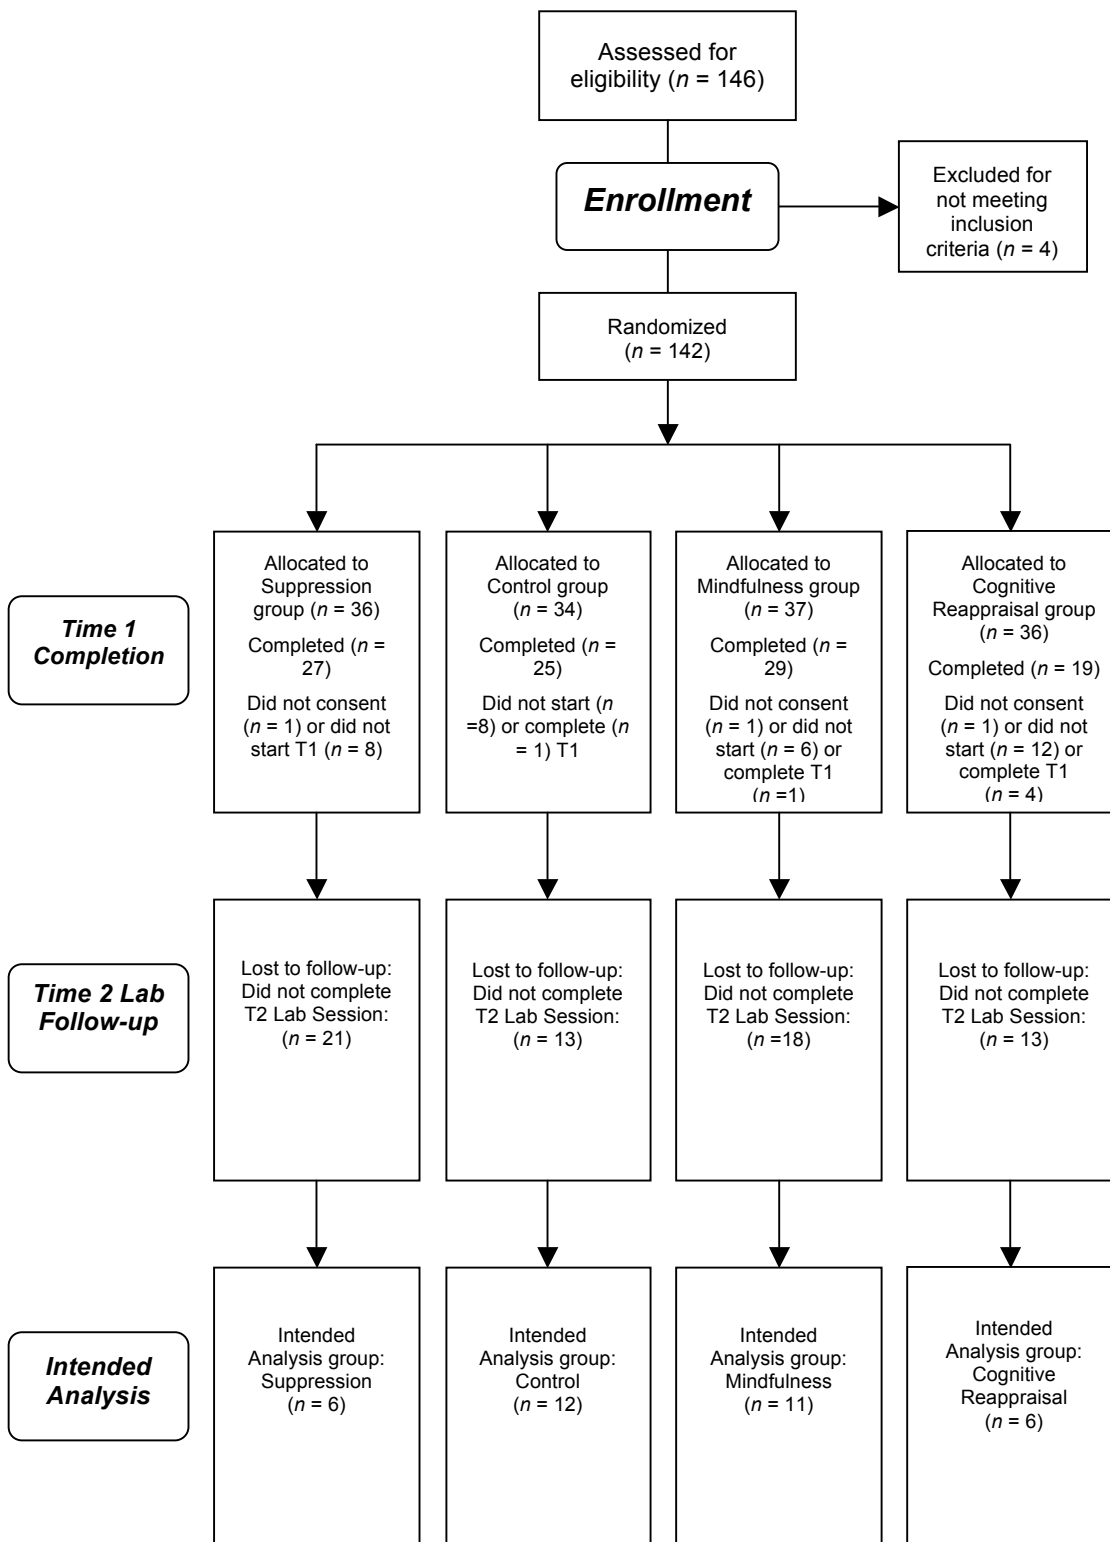 Assessed for
eligibility (n = 146)
Enrollment
Excluded for
not meeting
inclusion
criteria (n = 4)
Randomized
(n = 142)
Time 1
Completion
Allocated to
Suppression
group (n = 36)
Completed (n =
27)
Did not consent
(n = 1) or did not
start T1 (n = 8)
Allocated to
Control group
(n = 34)
Completed (n =
25)
Did not start (n
=8) or complete (n
= 1) T1
Allocated to
Mindfulness group
(n = 37)
Completed (n =
29)
Did not consent
(n = 1) or did not
start (n = 6) or
complete T1
(n =1)
Allocated to
Cognitive
Reappraisal group
(n = 36)
Completed (n = 19)
Did not consent
(n = 1) or did not
start (n = 12) or
complete T1
(n = 4)
Time 2 Lab
Follow-up
Lost to follow-up:
Did not complete
T2 Lab Session:
(n = 21)
Lost to follow-up:
Did not complete
T2 Lab Session:
(n = 13)
Lost to follow-up:
Did not complete
T2 Lab Session:
(n =18)
Lost to follow-up:
Did not complete
T2 Lab Session:
(n = 13)
Intended
Analysis
Intended
Analysis group:
Suppression
(n = 6)
Intended
Analysis group:
Control
(n = 12)
Intended
Analysis group:
Mindfulness
(n = 11)
Intended
Analysis group:
Cognitive
Reappraisal
(n = 6)